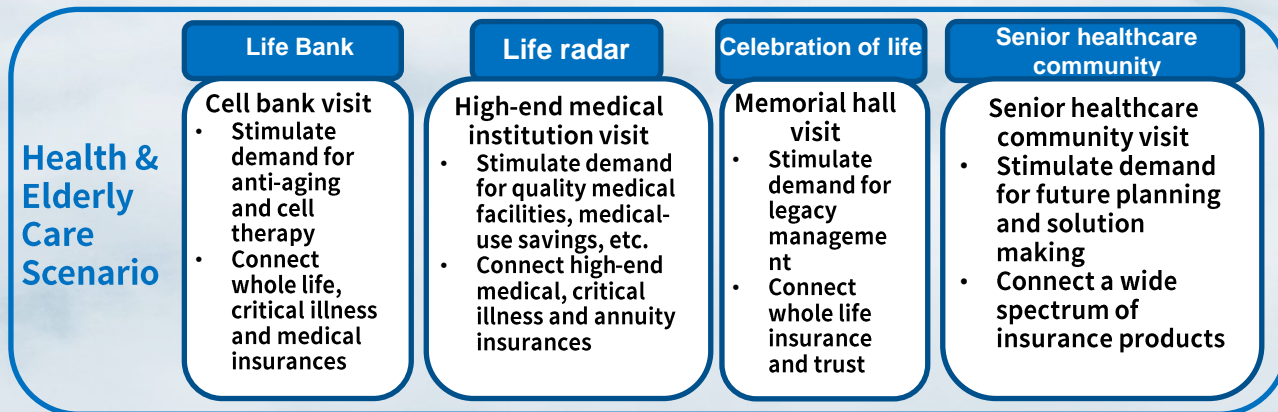 Health &
Elderly
Care
Scenario
Life Bank
Cell bank visit
• Stimulate
demand for
anti-aging
and cell
therapy
• Connect
whole life,
critical illness
and medical
insurances
Life radar
High-end medical
institution visit
• Stimulate demand
for quality medical
facilities, medical-
use savings, etc.
• Connect high-end
medical, critical
illness and annuity
insurances
Celebration of life
Memorial hall
visit
• Stimulate
demand for
legacy
manageme
nt
• Connect
whole life
insurance
and trust
Senior healthcare
community
Senior healthcare
community visit
• Stimulate demand
for future planning
and solution
making
• Connect a wide
spectrum of
insurance products